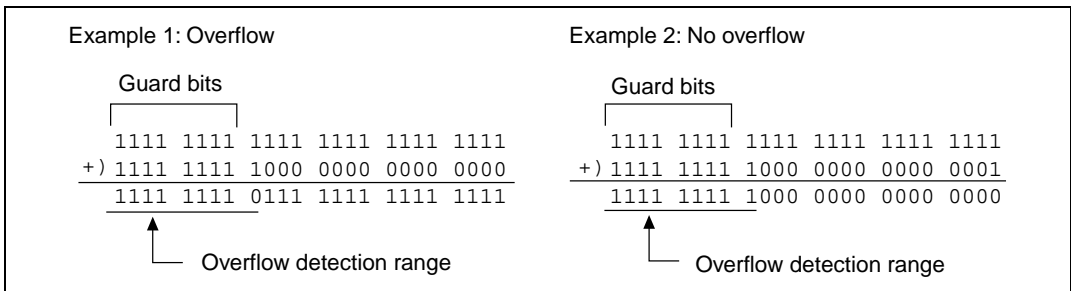 Example 1: Overflow
Guard bits
1111 1111 1111 1111 1111 1111
+) 1111 1111 1000 0000 0000 0000
1111 1111 0111 1111 1111 1111
Overflow detection range
Example 2: No overflow
Guard bits
1111 1111 1111 1111 1111 1111
+) 1111 1111 1000 0000 0000 0001
1111 1111 1000 0000 0000 0000
Overflow detection range